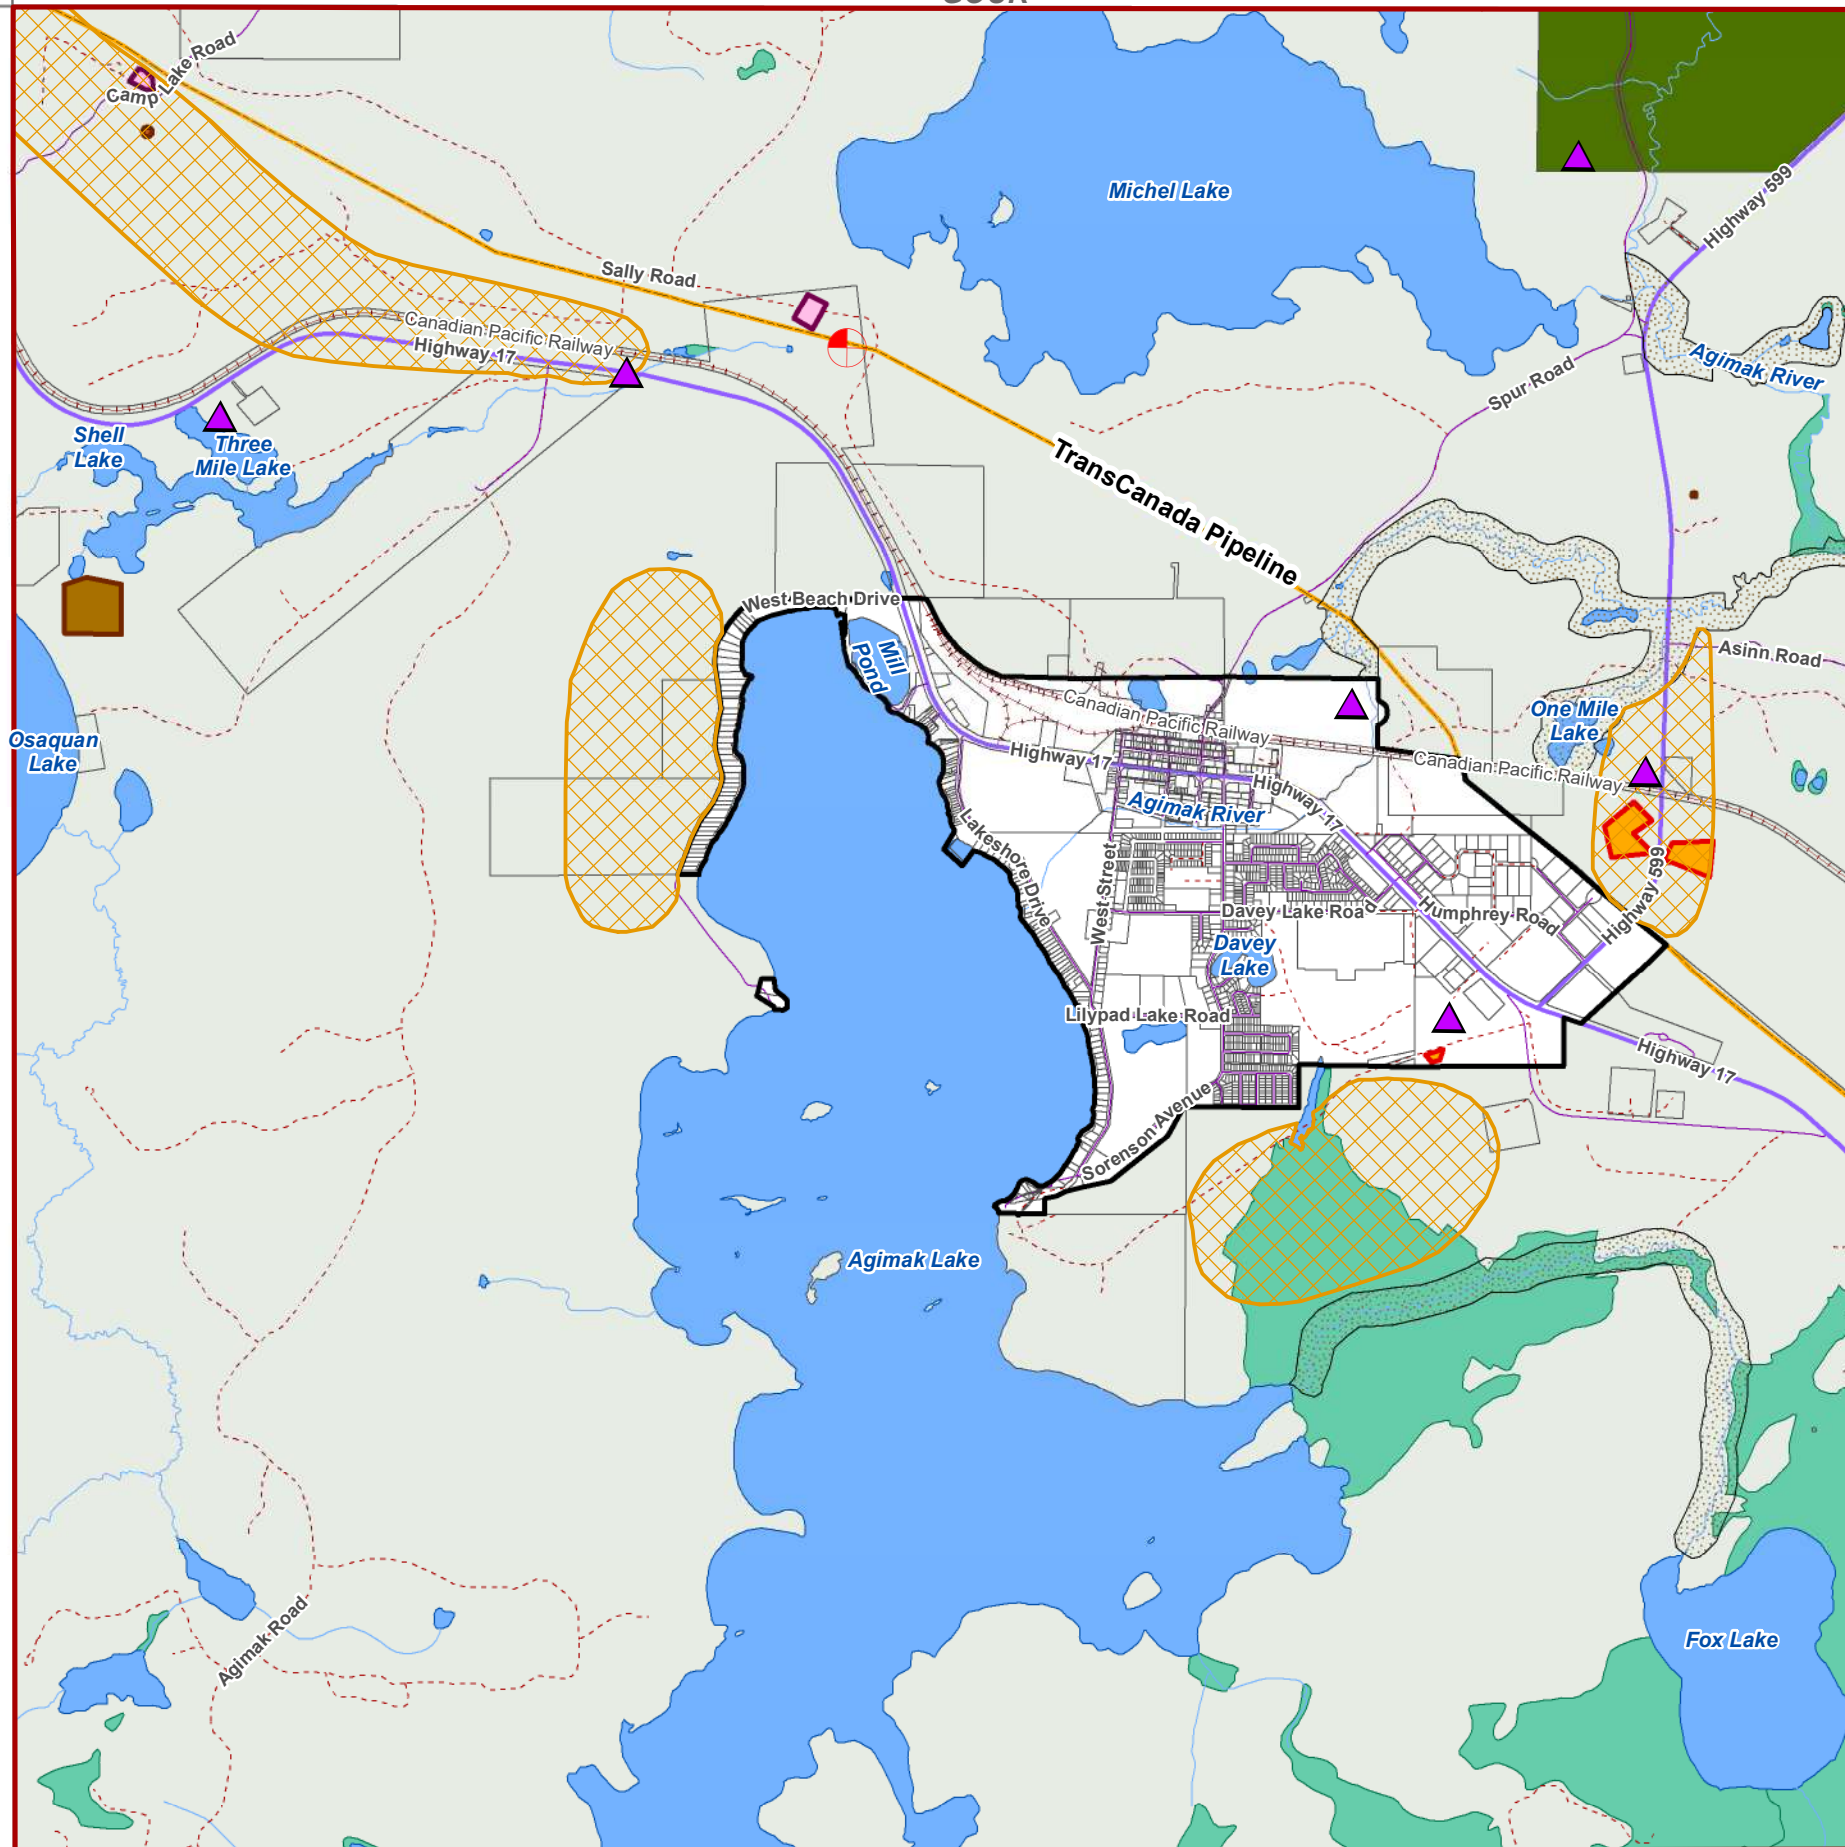 Camp Lake Road
Michel Lake
Highway 599
Sally Road
Canadian Pacific Railway
Highway 17
Agimak River
Spur Road
Shell
Lake
Three
Mile Lake
TransCanada Pipeline
West Beach Drive
Mill
Pond
Asinn Road
Canadian Pacific Railway
One Mile
Lake
Osaquan
Lake
Highway 17
Canadian Pacific Railway
Highway 17
Agimak River
Lakeshore Drive
West Street
Davey Lake Road
Humphrey Road
Highway 599
Davey
Lake
Lilypad Lake Road
Highway 17
Sorenson Avenue
Agimak Lake
Agimak Road
Fox Lake